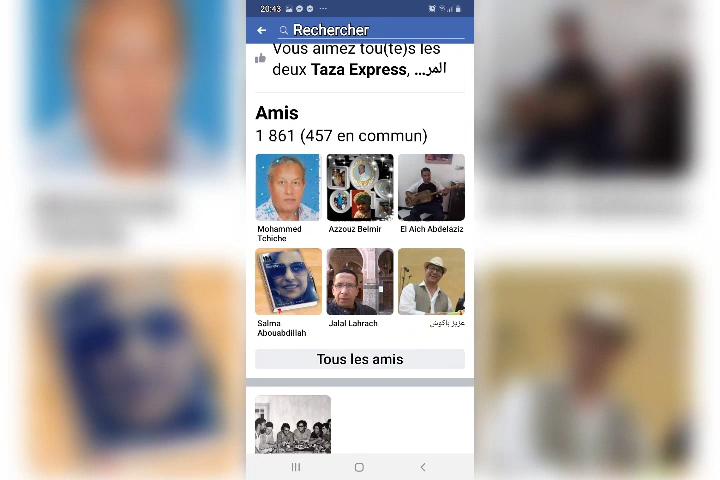 20:43
Rechercher
Vous aimez tou(te)s les
deux Taza Express, المر...
Amis
1 861 (457 en commun)
Mohammed
Tchiche
Azzouz Belmir
El Aich Abdelaziz
Salma
Abouabdillah
Jalal Lahrach
عزيز باكوش
Tous les amis